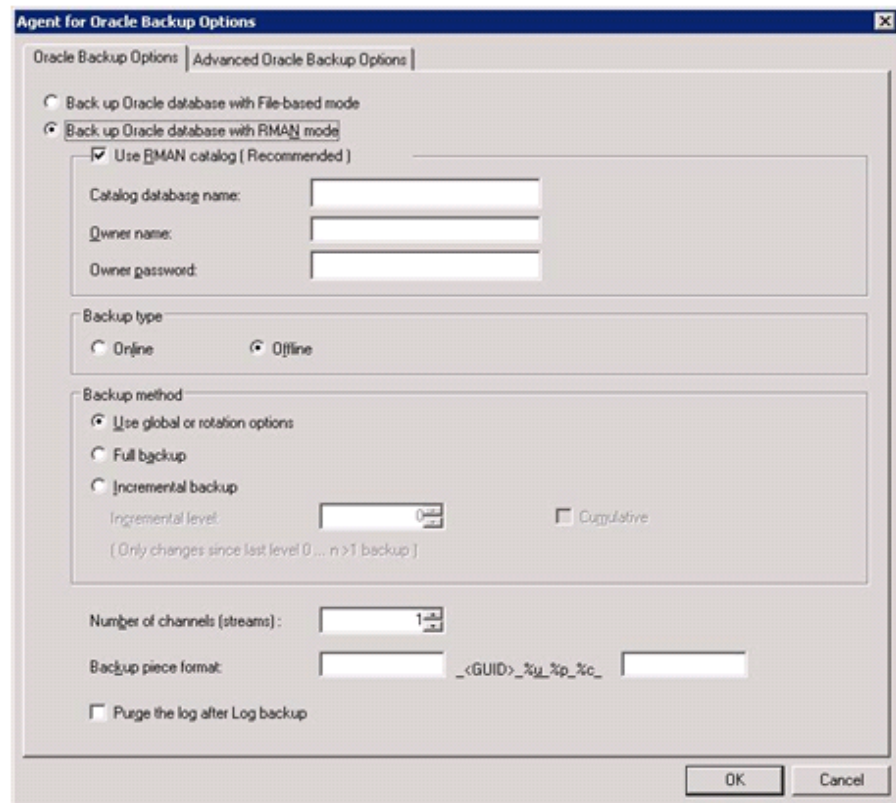 Agent for Oracle Backup Options
Oracle Backup Options
Advanced Oracle Backup Options
Back up Oracle database with File-based mode
Back up Oracle database with RMAN mode
Use RMAN catalog ( Recommended )
Catalog database name:
Owner name:
Owner password:
Backup type
Online
Offline
Backup method
Use global or rotation options
Full backup
Incremental backup
Incremental level:
0
Cumulative
( Only changes since last level 0 ... n >1 backup )
Number of channels (streams) :
1
Backup piece format:
_<GUID>_%u_%p_%c_
Purge the log after Log backup
OK
Cancel